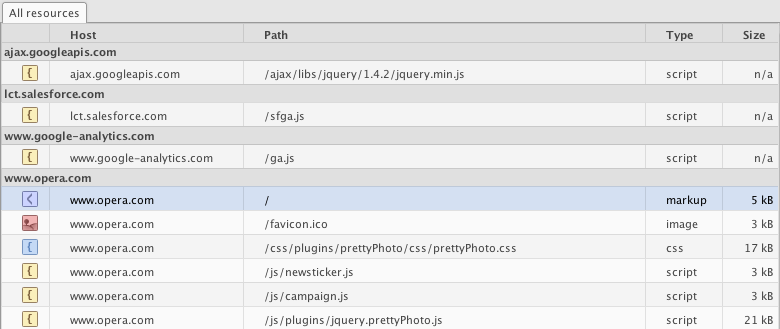 All resources
Host Path Type Size
ajax.googleapis.com
ajax.googleapis.com /ajax/libs/jquery/1.4.2/jquery.min.js script n/a
lct.salesforce.com
lct.salesforce.com /sfga.js script n/a
www.google-analytics.com
www.google-analytics.com /ga.js script n/a
www.opera.com
www.opera.com / markup 5 kB
www.opera.com /favicon.ico image 3 kB
www.opera.com /css/plugins/prettyPhoto/css/prettyPhoto.css css 17 kB
www.opera.com /js/newsticker.js script 3 kB
www.opera.com /js/campaign.js script 3 kB
www.opera.com /js/plugins/jquery.prettyPhoto.js script 21 kB